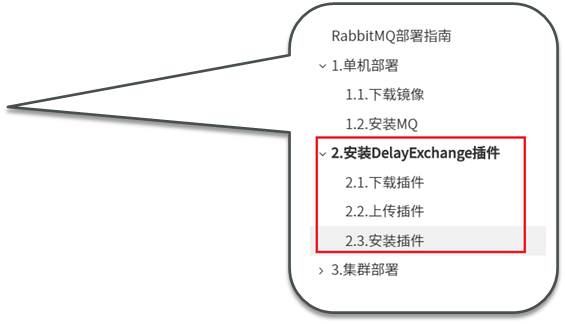 RabbitMQ部署指南
1.单机部署
1.1.下载镜像
1.2.安装MQ
2.安装DelayExchange插件
2.1.下载插件
2.2.上传插件
2.3.安装插件
3.集群部署